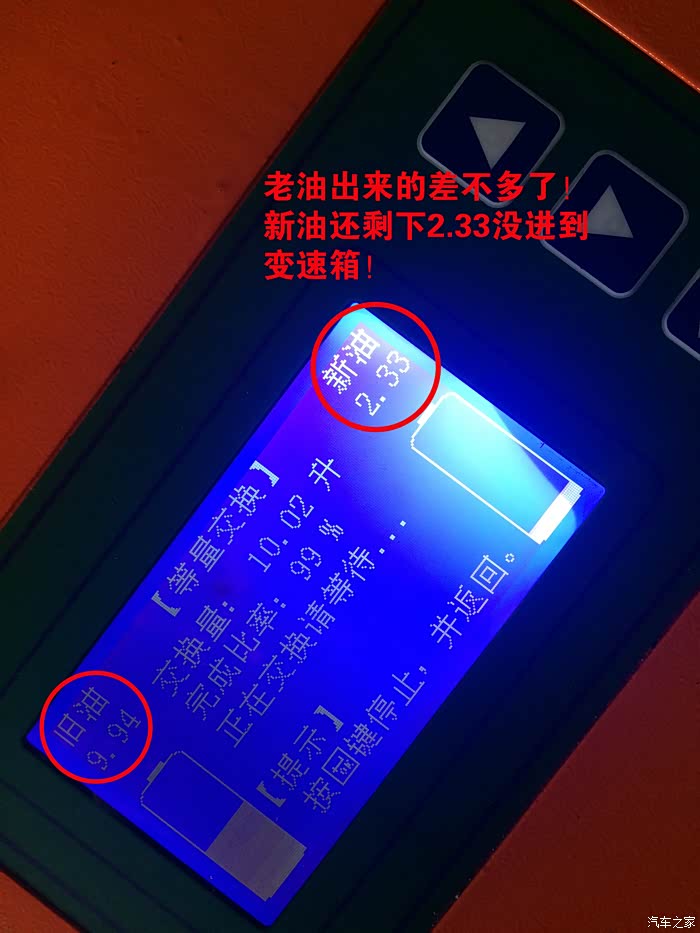 老油出来的差不多了!
新油还剩下2.33没进到
变速箱!
新油
2.33
【等量交换】
交换量: 10.02 升
完成比率: 99 %
正在交换请等待...
【提示】
按回键停止, 并返回。
旧油
9.94
汽车之家